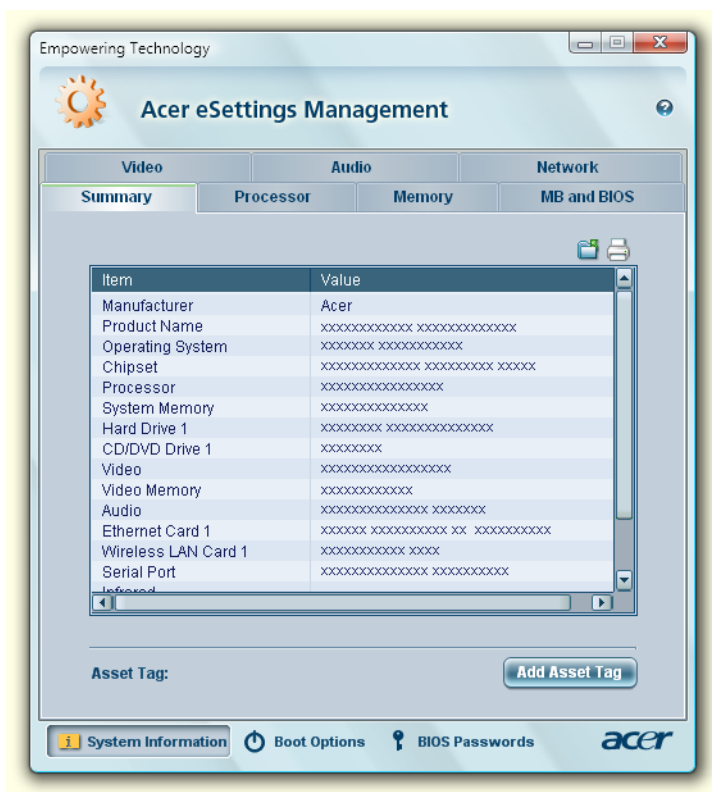 Empowering Technology
Acer eSettings Management
Video Audio Network
Summary Processor Memory MB and BIOS
Item Value
Manufacturer Acer
Product Name xxxxxxxxxxxx xxxxxxxxxxxxx
Operating System xxxxxxx xxxxxxxxxxx
Chipset xxxxxxxxxxxxx xxxxxxxxx xxxxx
Processor xxxxxxxxxxxxxxxx
System Memory xxxxxxxxxxxxxx
Hard Drive 1 xxxxxxxx xxxxxxxxxxxxxx
CD/DVD Drive 1 xxxxxxxx
Video xxxxxxxxxxxxxxxxx
Video Memory xxxxxxxxxxxx
Audio xxxxxxxxxxxxxx xxxxxxx
Ethernet Card 1 xxxxxx xxxxxxxxxx xx xxxxxxxxxx
Wireless LAN Card 1 xxxxxxxxxxx xxxx
Serial Port xxxxxxxxxxxxxx xxxxxxxxxx
Infrared
Asset Tag: Add Asset Tag
System Information Boot Options BIOS Passwords acer